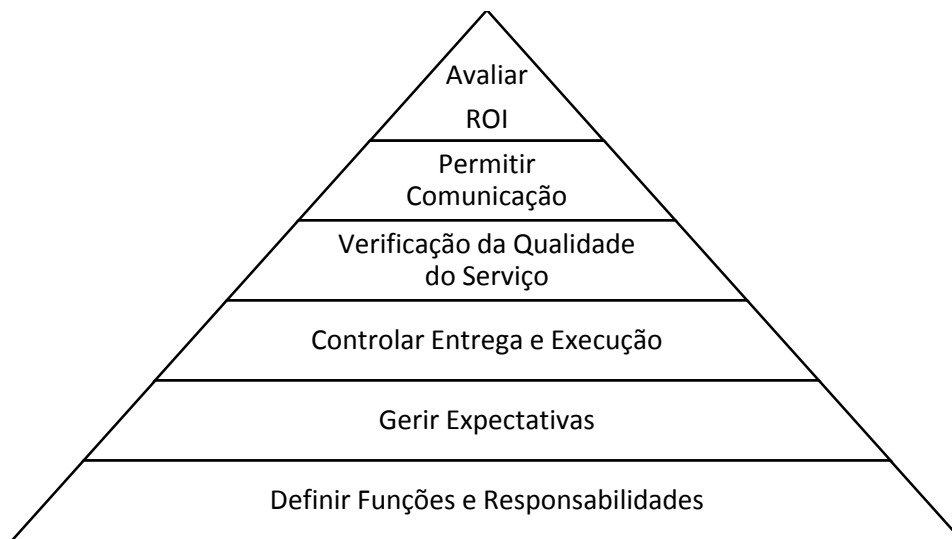 Avaliar
ROI
Permitir
Comunicação
Verificação da Qualidade
do Serviço
Controlar Entrega e Execução
Gerir Expectativas
Definir Funções e Responsabilidades